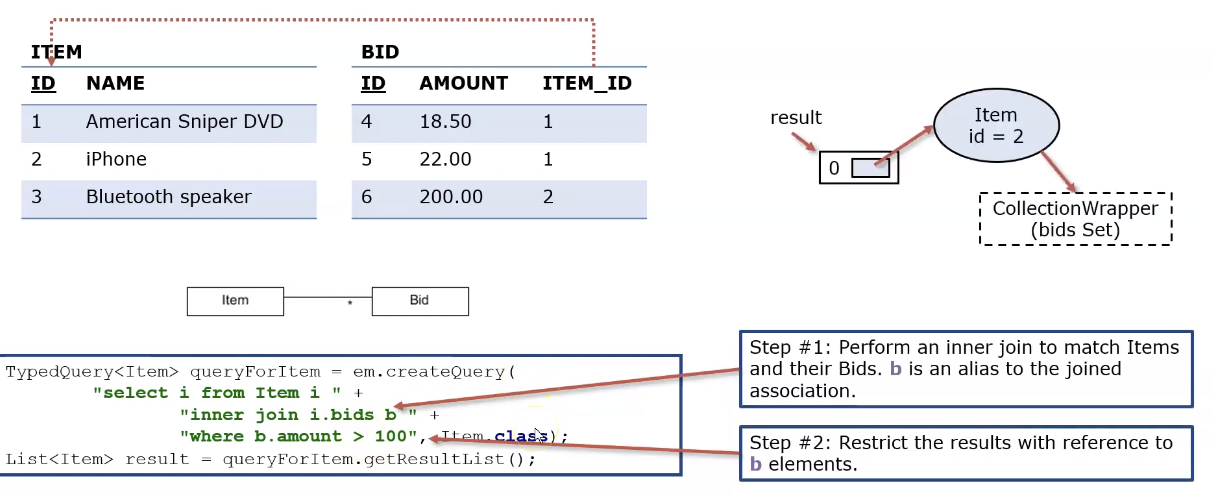 ITEM
ID NAME
1 American Sniper DVD
2 iPhone
3 Bluetooth speaker
BID
ID AMOUNT ITEM_ID
4 18.50 1
5 22.00 1
6 200.00 2
result
0
Item
id = 2
CollectionWrapper
(bids Set)
Item
*
Bid
TypedQuery<Item> queryForItem = em.createQuery(
"select i from Item i " +
"inner join i.bids b " +
"where b.amount > 100", Item.class);
List<Item> result = queryForItem.getResultList();
Step #1: Perform an inner join to match Items
and their Bids. b is an alias to the joined
association.
Step #2: Restrict the results with reference to
b elements.